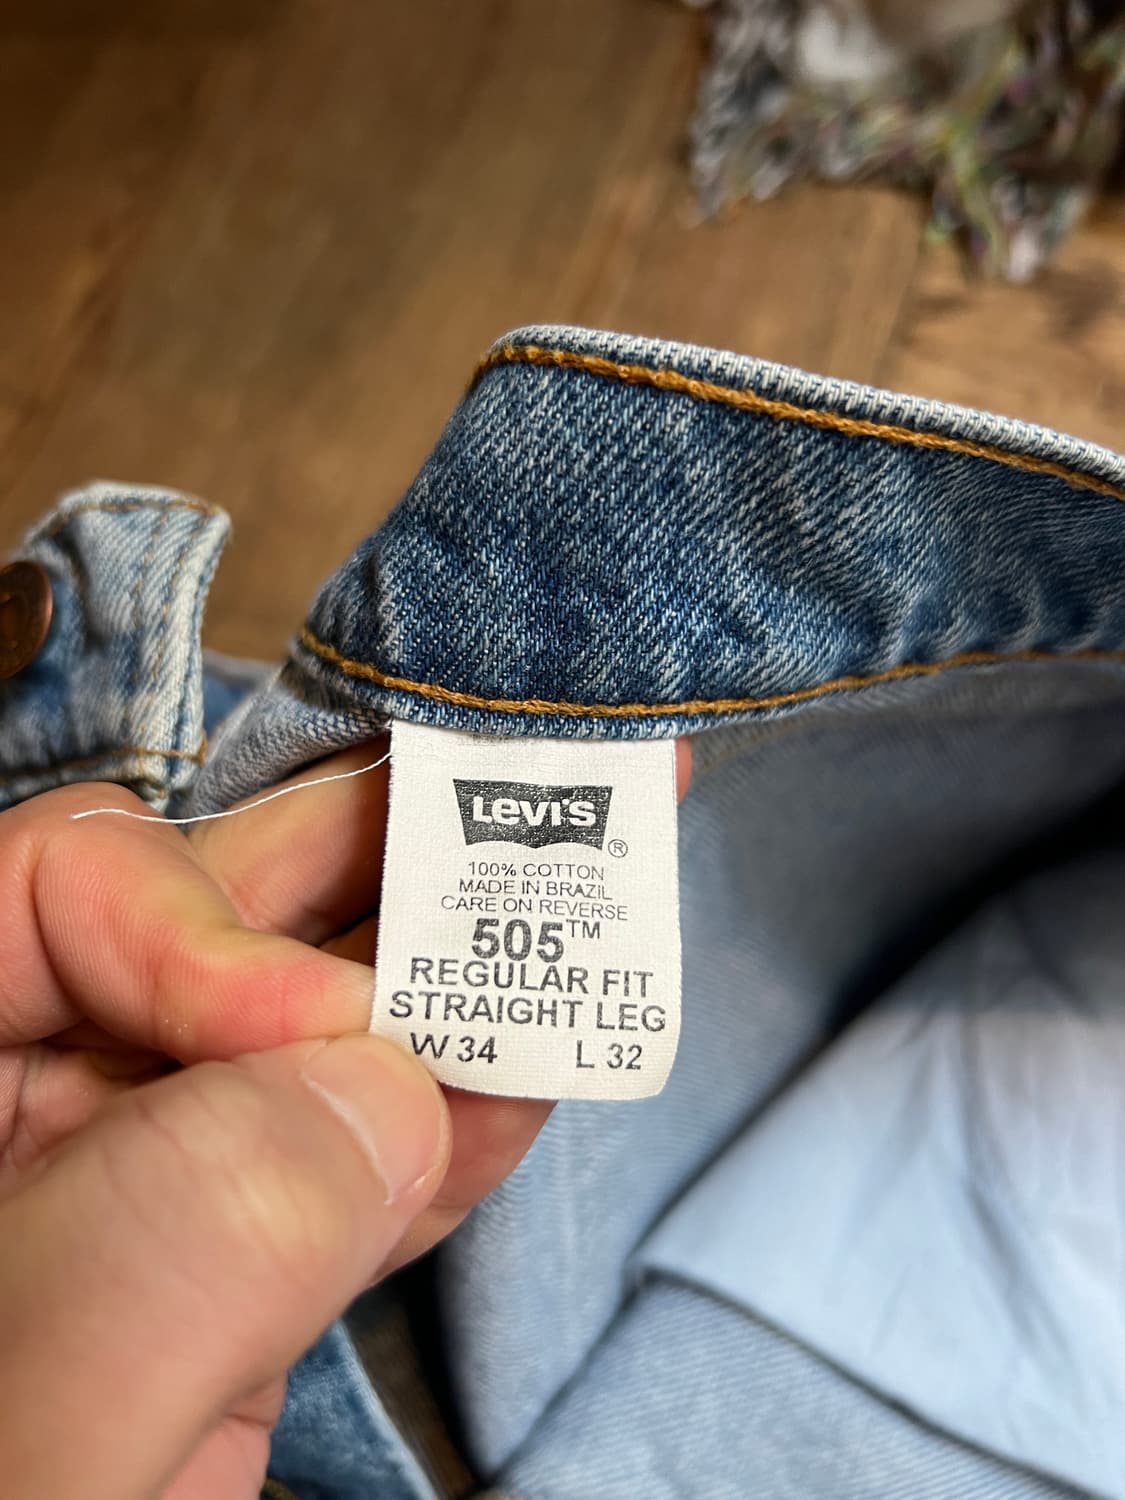 Levi's
®
100% COTTON
MADE IN BRAZIL
CARE ON REVERSE
505™
REGULAR FIT
STRAIGHT LEG
W 34 L 32